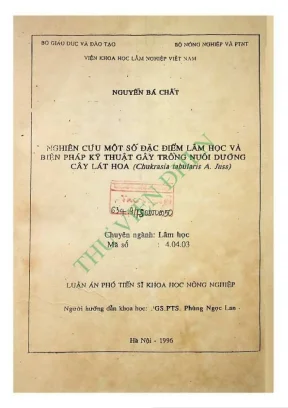 BỘ GIÁO DỤC VÀ ĐÀO TẠO BỘ NÔNG NGHIỆP VÀ PTNT
VIỆN KHOA HỌC LÂM NGHIỆP VIỆT NAM
NGUYỄN BÁ CHẤT
NGHIÊN CỨU MỘT SỐ ĐẶC ĐIỂM LÂM HỌC VÀ
BIỆN PHÁP KỸ THUẬT GÂY TRỒNG NUÔI DƯỠNG
CÂY LÁT HOA (Chukrasia tabularis A. Juss)
THƯ VIỆN
Chuyên ngành: Lâm học
Mã số : 4.04.03
LUẬN ÁN PHÓ TIẾN SĨ KHOA HỌC NÔNG NGHIỆP
Người hướng dẫn khoa học: GS.PTS. Phùng Ngọc Lan
Hà Nội - 1996